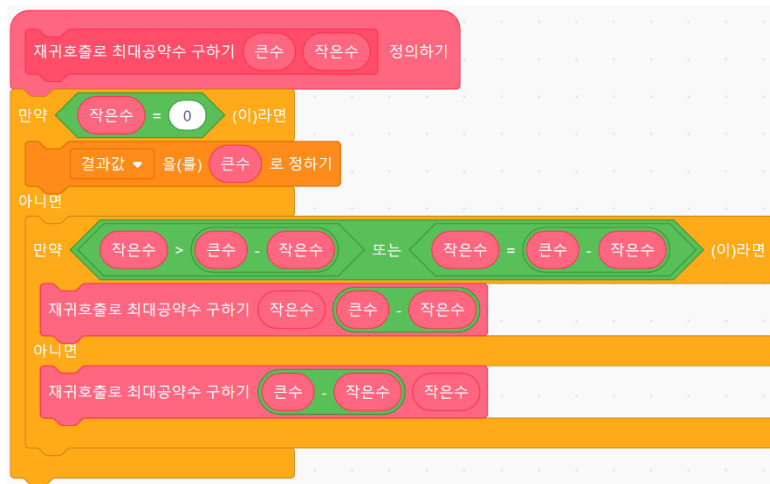 재귀호출로 최대공약수 구하기 큰수 작은수 정의하기
만약 작은수 = 0 (이)라면
결과값 을(를) 큰수 로 정하기
아니면
만약 작은수 > 큰수 - 작은수 또는 작은수 = 큰수 - 작은수 (이)라면
재귀호출로 최대공약수 구하기 작은수 큰수 - 작은수
아니면
재귀호출로 최대공약수 구하기 큰수 - 작은수 작은수